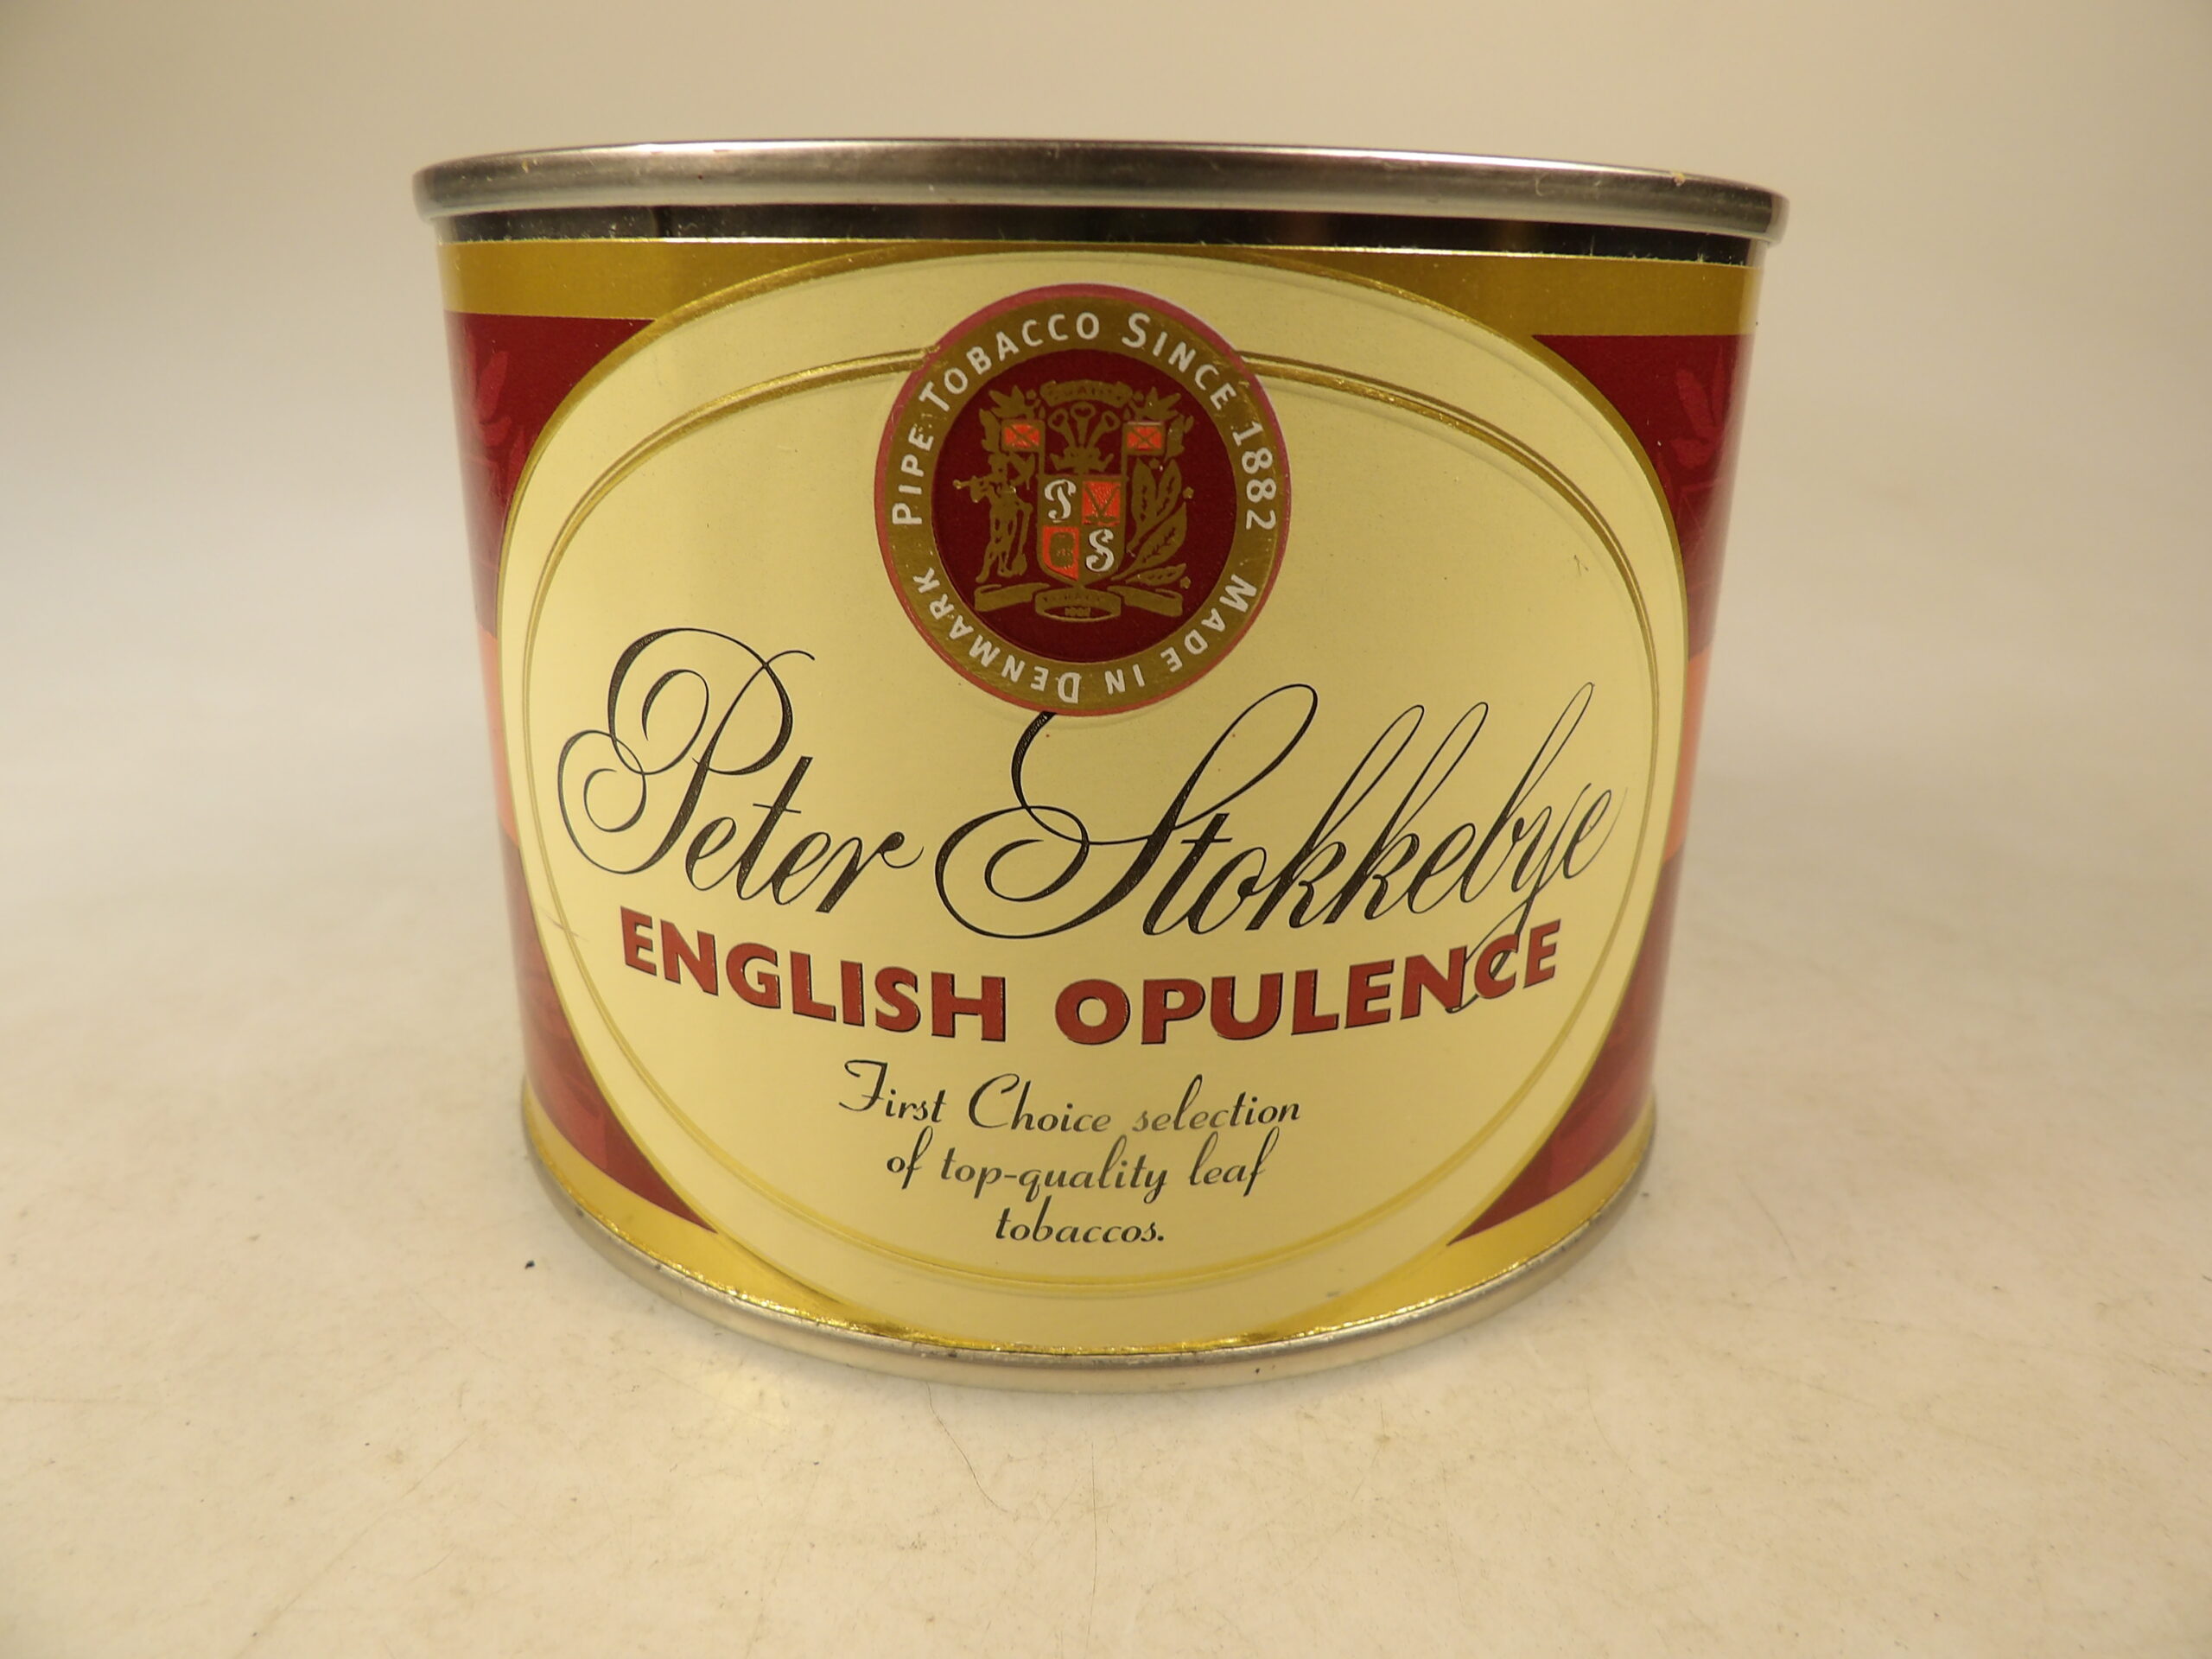 PIPE TOBACCO SINCE 1882
MADE IN DENMARK
P
S
Peter Stokkebye
ENGLISH OPULENCE
First Choice selection
of top-quality leaf
tobaccos.